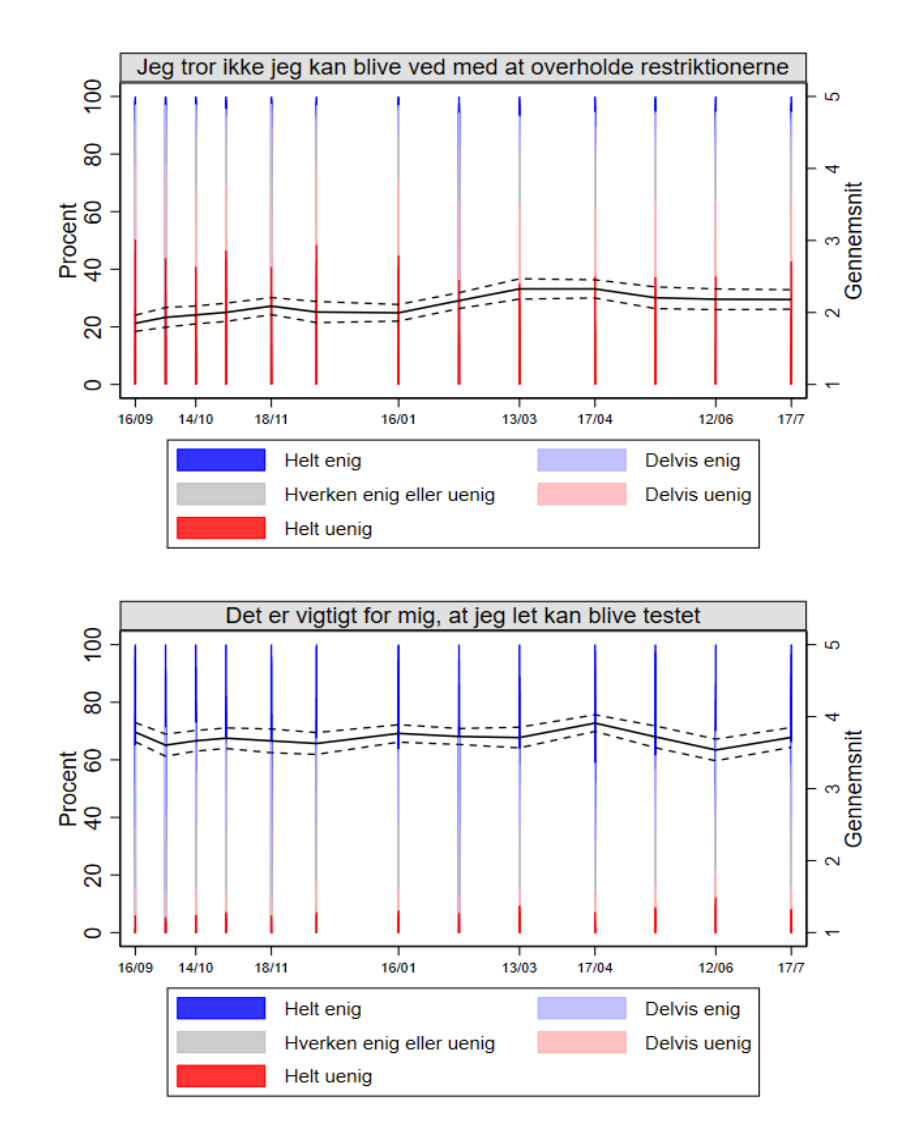 Jeg tror ikke jeg kan blive ved med at overholde restriktionerne
100
80
60
40
20
0
Procent
5
4
3
2
1
Gennemsnit
16/09 14/10 18/11 16/01 13/03 17/04 12/06 17/7
Helt enig Delvis enig
Hverken enig eller uenig Delvis uenig
Helt uenig
Det er vigtigt for mig, at jeg let kan blive testet
100
80
60
40
20
0
Procent
5
4
3
2
1
Gennemsnit
16/09 14/10 18/11 16/01 13/03 17/04 12/06 17/7
Helt enig Delvis enig
Hverken enig eller uenig Delvis uenig
Helt uenig